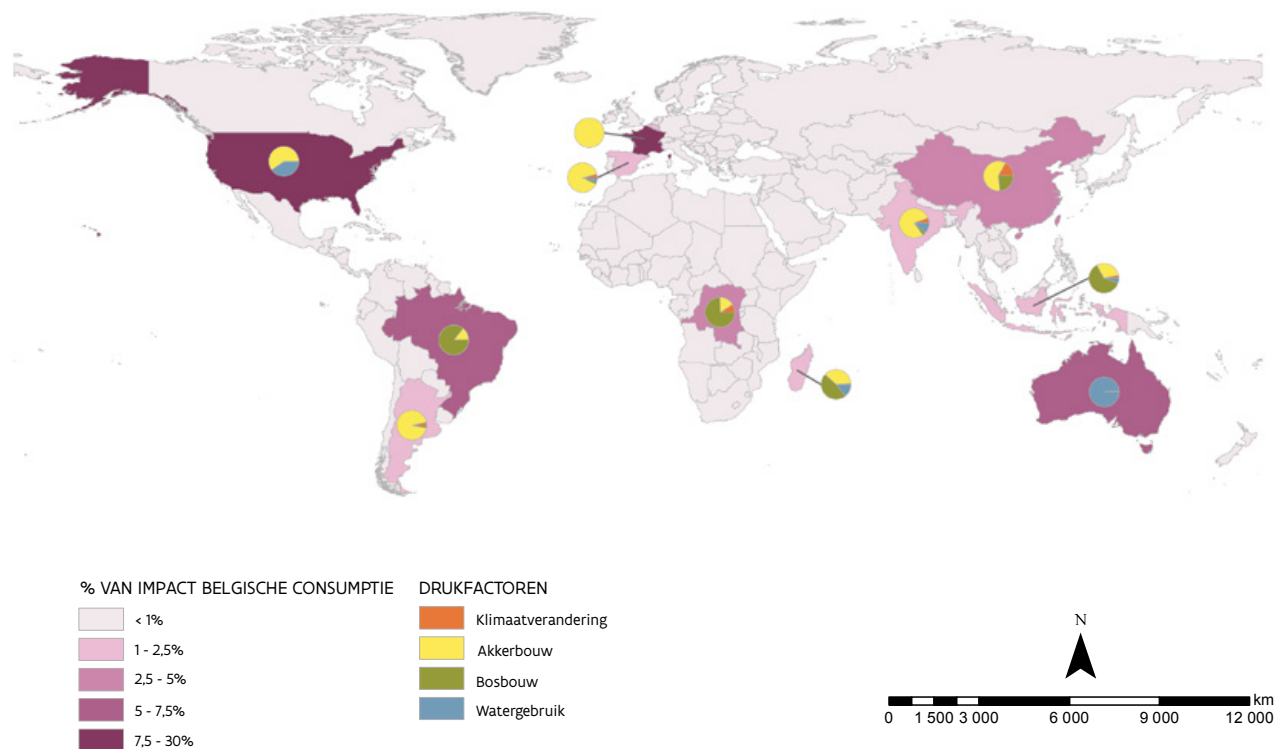 % VAN IMPACT BELGISCHE CONSUMPTIE
< 1%
1 - 2,5%
2,5 - 5%
5 - 7,5%
7,5 - 30%
DRUKFACTOREN
Klimaatverandering
Akkerbouw
Bosbouw
Watergebruik
N
km
0 1 500 3 000 6 000 9 000 12 000